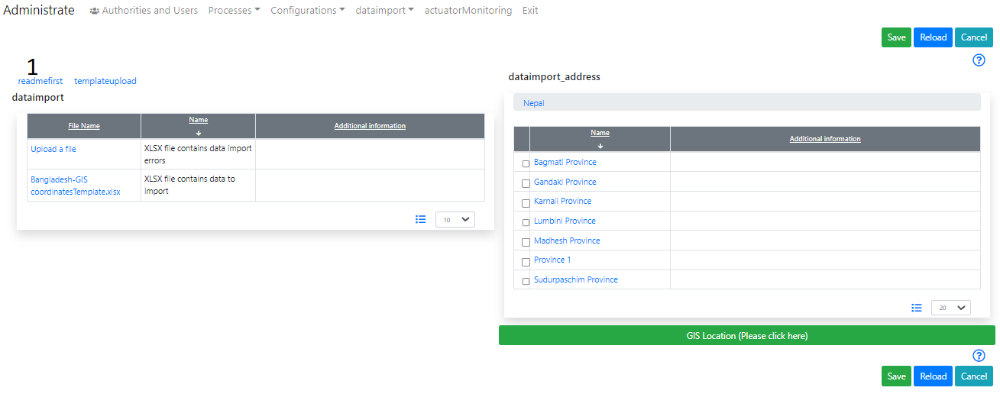 Administrate Authorities and Users Processes Configurations dataimport actuatorMonitoring Exit
Save Reload Cancel
1
readmefirst templateupload
dataimport
File Name Name Additional information
Upload a file XLSX file contains data import
errors
Bangladesh-GIS XLSX file contains data to
coordinatesTemplate.xlsx import
10
dataimport_address
Nepal
Name Additional information
Bagmati Province
Gandaki Province
Karnali Province
Lumbini Province
Madhesh Province
Province 1
Sudurpaschim Province
20
GIS Location (Please click here)
Save Reload Cancel